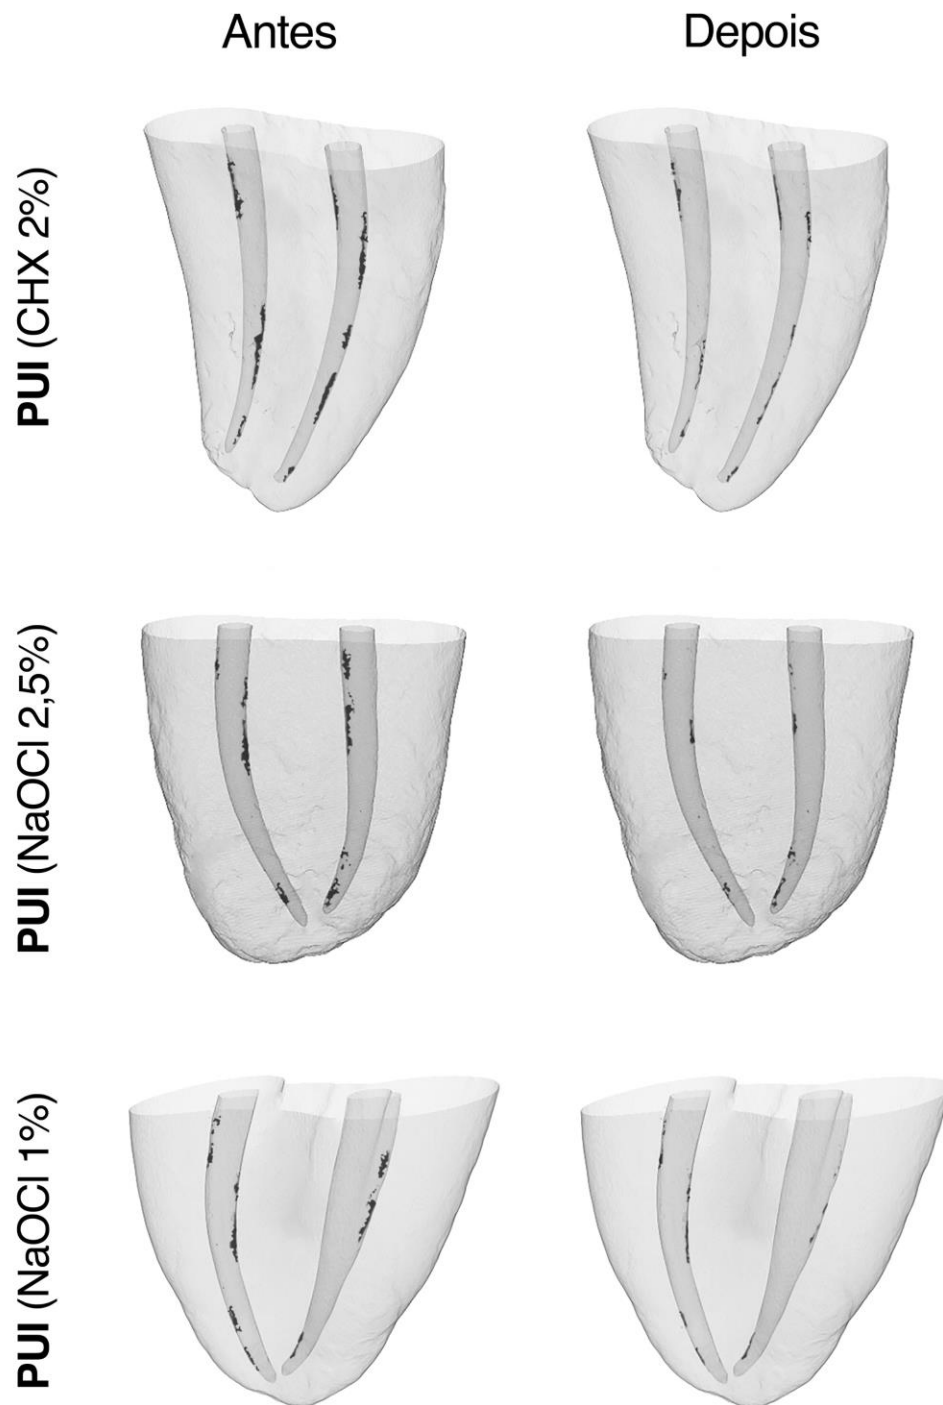 Antes
Depois
PUI (CHX 2%)
PUI (NaOCl 2,5%)
PUI (NaOCl 1%)